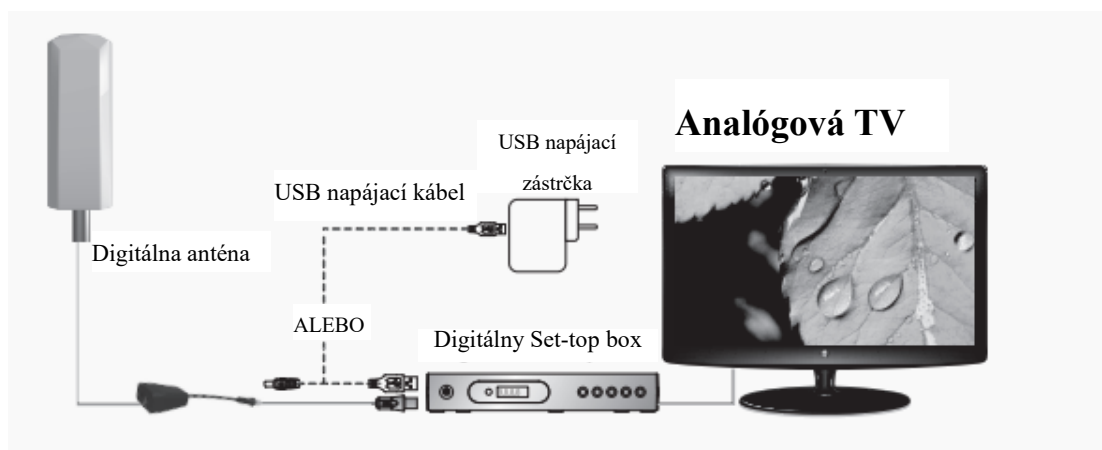 Analógová TV
USB napájací
zástrčka
USB napájací kábel
Digitálna anténa
ALEBO
Digitálny Set-top box